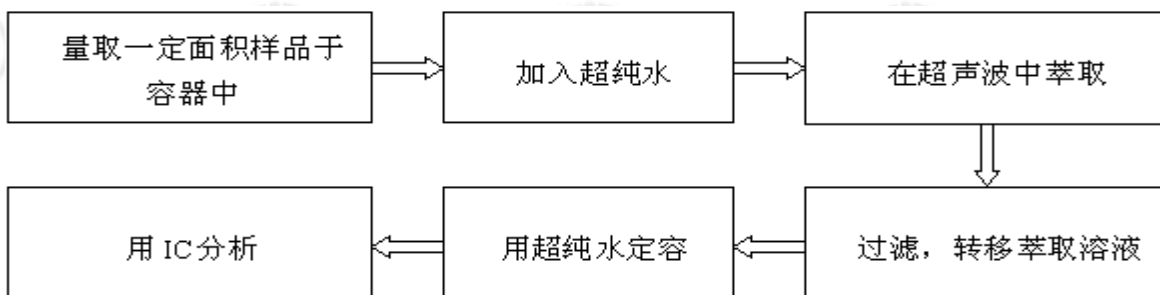 量取一定面积样品于
容器中
加入超纯水
在超声波中萃取
过滤，转移萃取溶液
用超纯水定容
用 IC 分析